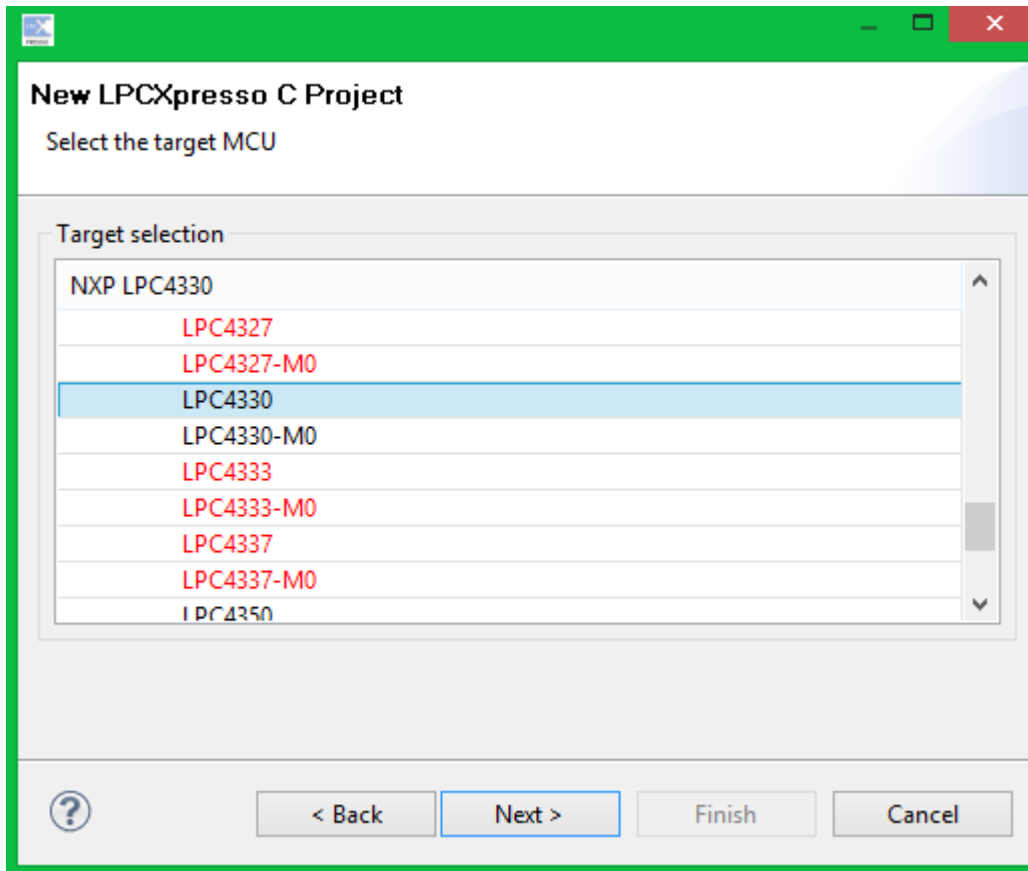 New LPCXpresso C Project
Select the target MCU
Target selection
NXP LPC4330
LPC4327
LPC4327-M0
LPC4330
LPC4330-M0
LPC4333
LPC4333-M0
LPC4337
LPC4337-M0
LPC4350
< Back Next > Finish Cancel